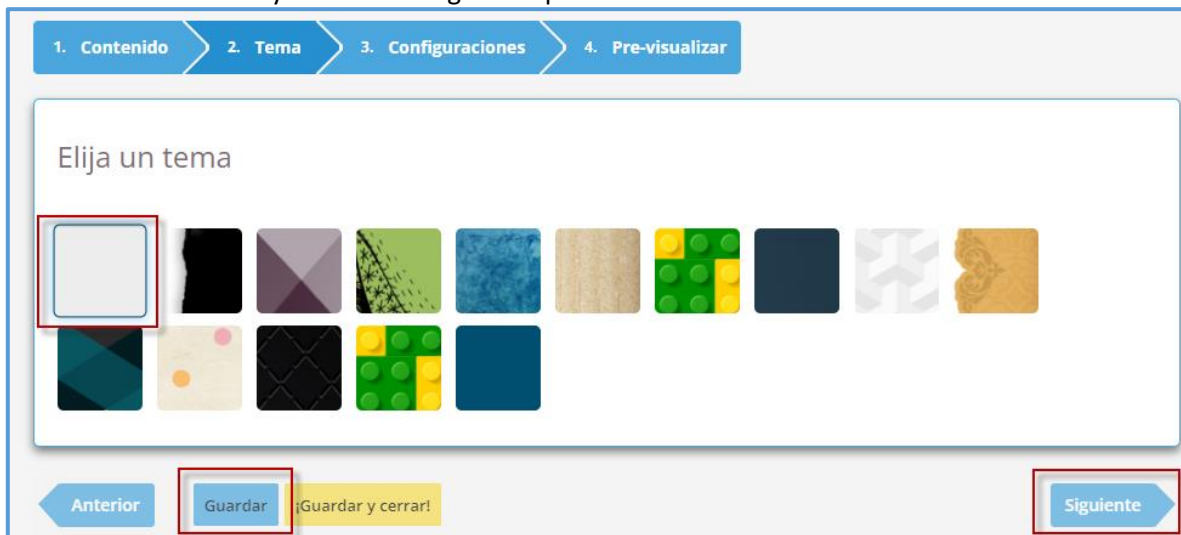 1. Contenido 2. Tema 3. Configuraciones 4. Pre-visualizar
Elija un tema
Anterior Guardar ¡Guardar y cerrar! Siguiente